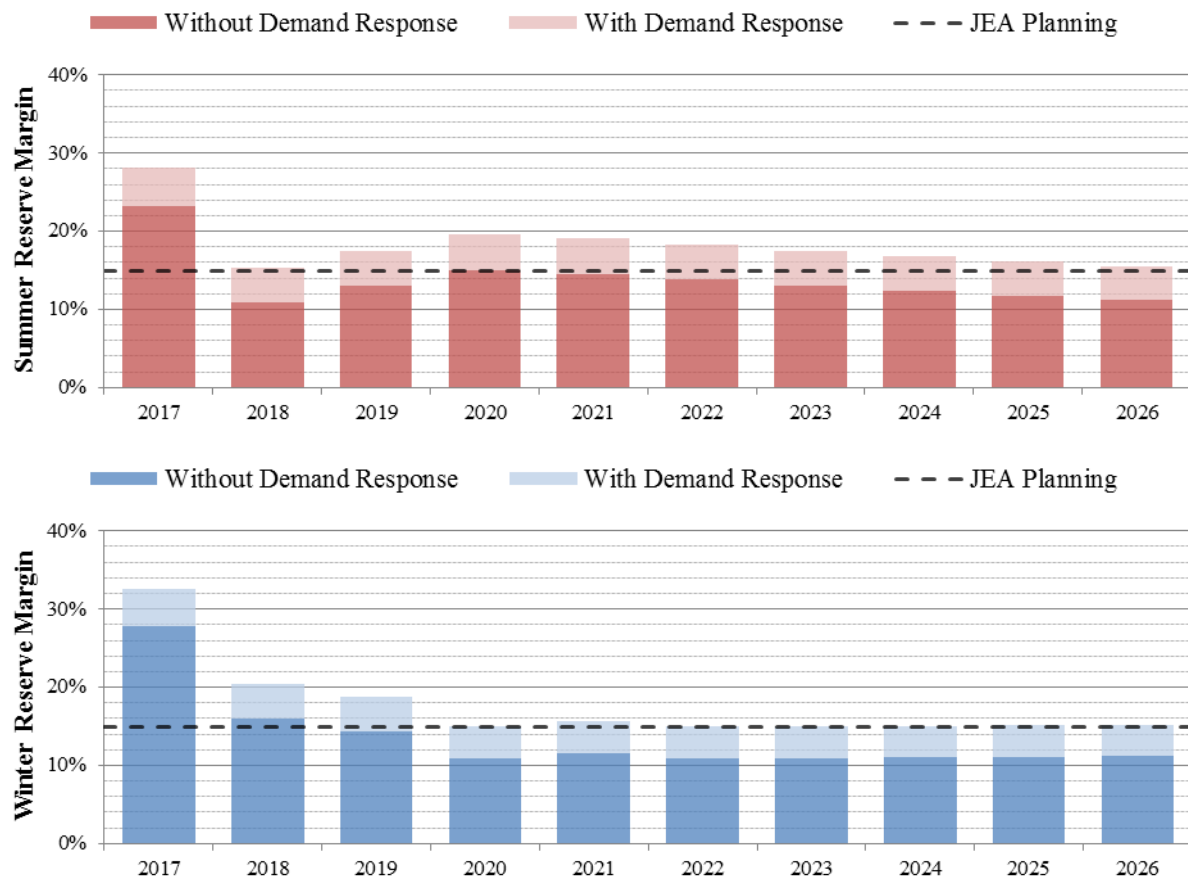 Without Demand Response With Demand Response JEA Planning
Summer Reserve Margin
40%
30%
20%
10%
0%
2017 2018 2019 2020 2021 2022 2023 2024 2025 2026
Without Demand Response With Demand Response JEA Planning
Winter Reserve Margin
40%
30%
20%
10%
0%
2017 2018 2019 2020 2021 2022 2023 2024 2025 2026